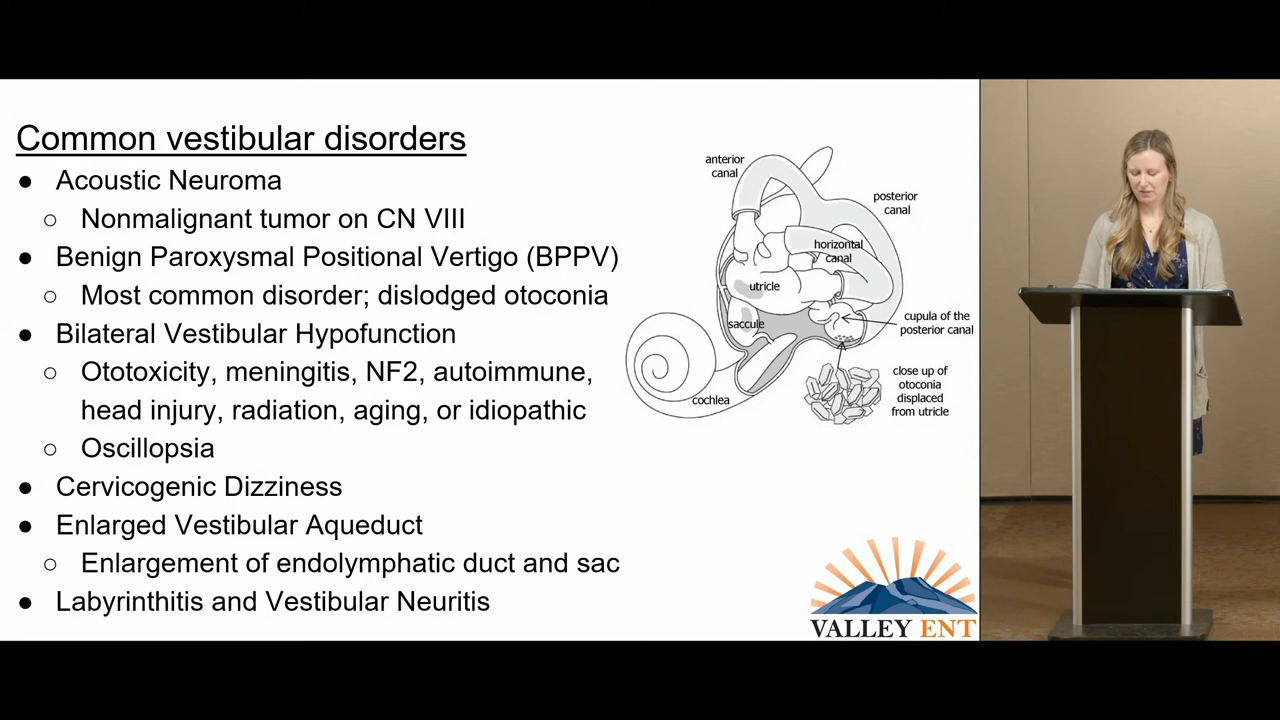 Common vestibular disorders
● Acoustic Neuroma
○ Nonmalignant tumor on CN VIII
● Benign Paroxysmal Positional Vertigo (BPPV)
○ Most common disorder; dislodged otoconia
● Bilateral Vestibular Hypofunction
○ Ototoxicity, meningitis, NF2, autoimmune,
head injury, radiation, aging, or idiopathic
○ Oscillopsia
● Cervicogenic Dizziness
● Enlarged Vestibular Aqueduct
○ Enlargement of endolymphatic duct and sac
● Labyrinthitis and Vestibular Neuritis
anterior
canal
posterior
canal
horizontal
canal
utricle
saccule
cupula of the
posterior canal
close up of
otoconia
displaced
from utricle
cochlea
VALLEY ENT